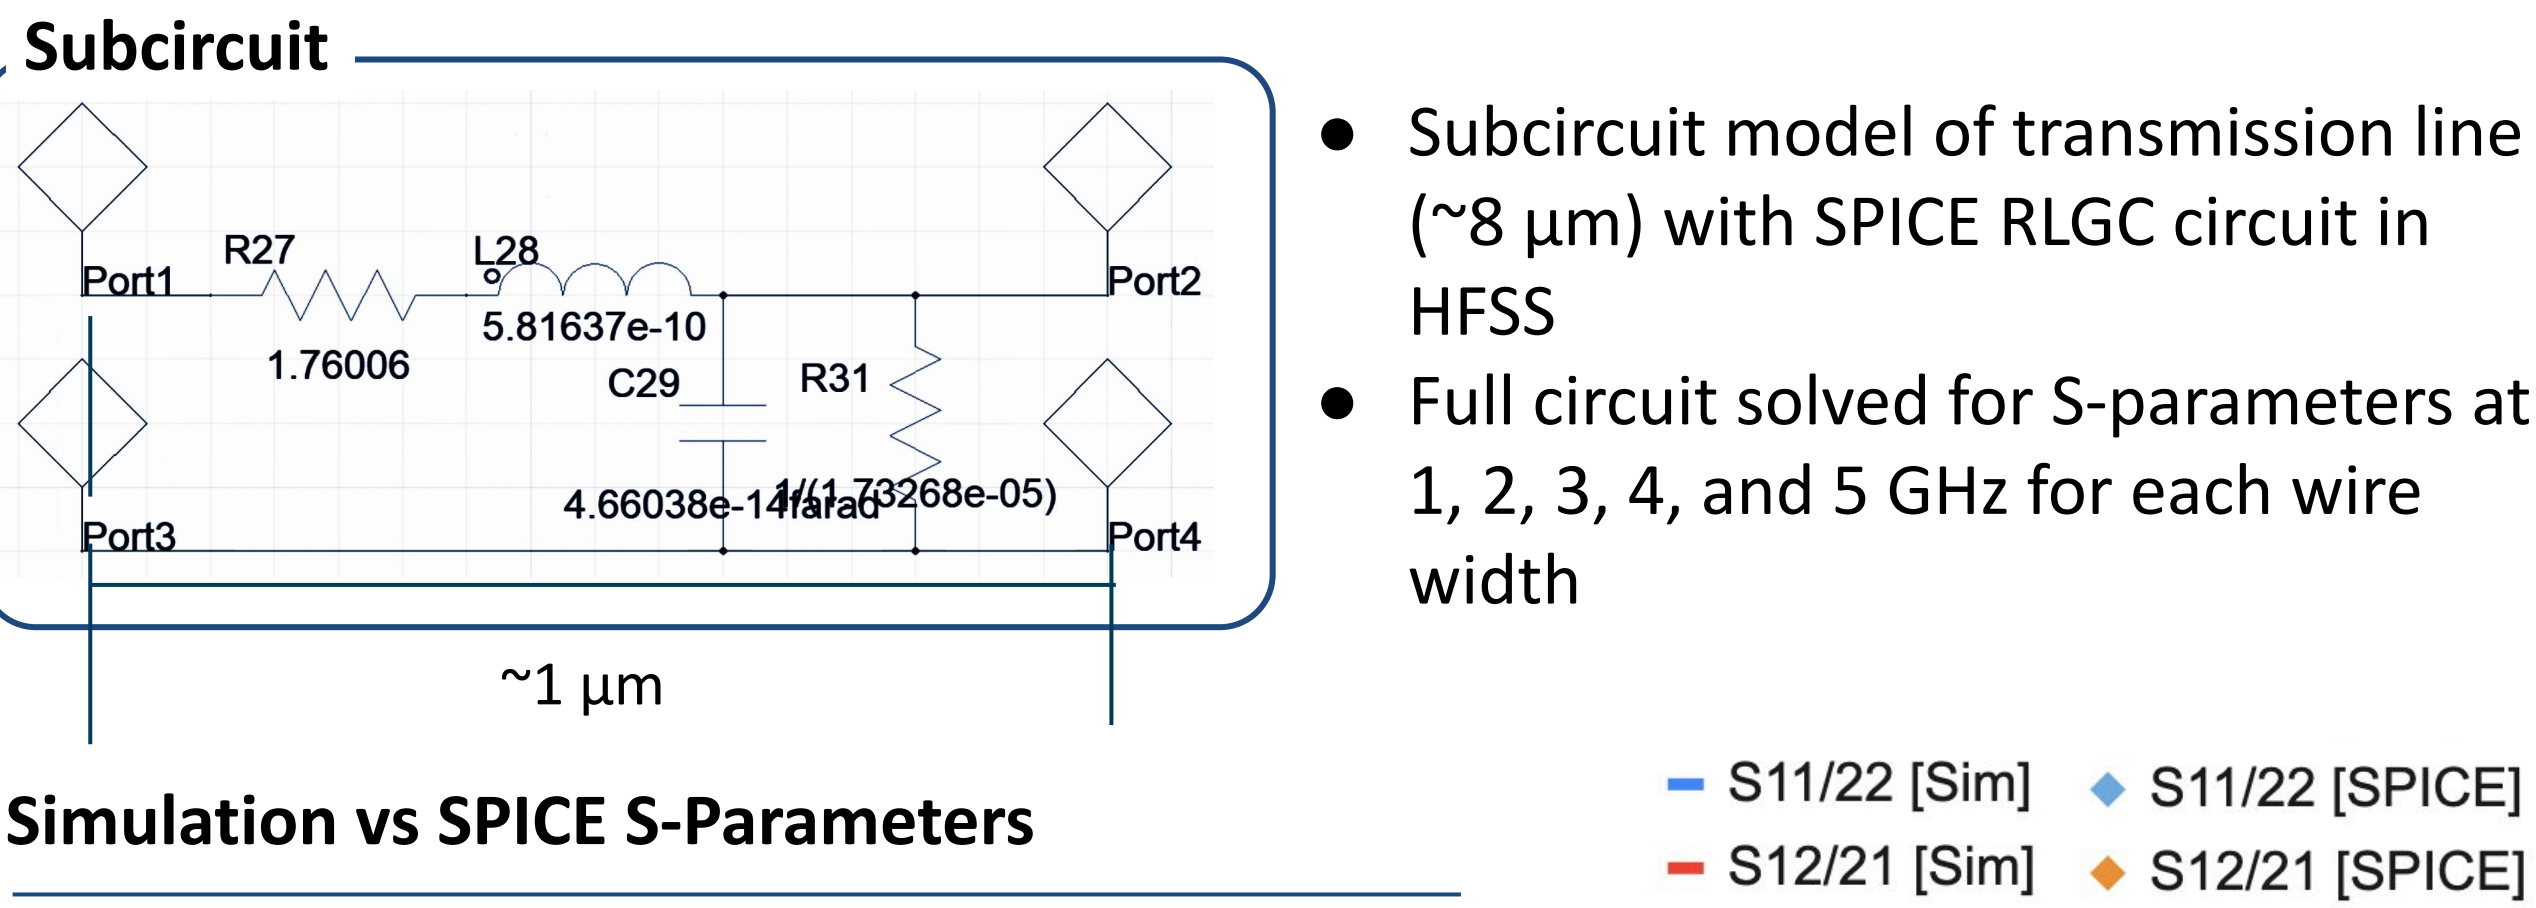 Subcircuit
R27
L28
Port1
Port2
5.81637e-10
1.76006
C29
R31
4.66038e-14farad
1/(1.73268e-05)
Port3
Port4
~1 µm
● Subcircuit model of transmission line
(~8 µm) with SPICE RLGC circuit in
HFSS
● Full circuit solved for S-parameters at
1, 2, 3, 4, and 5 GHz for each wire
width
Simulation vs SPICE S-Parameters
S11/22 [Sim]
S11/22 [SPICE]
S12/21 [Sim]
S12/21 [SPICE]